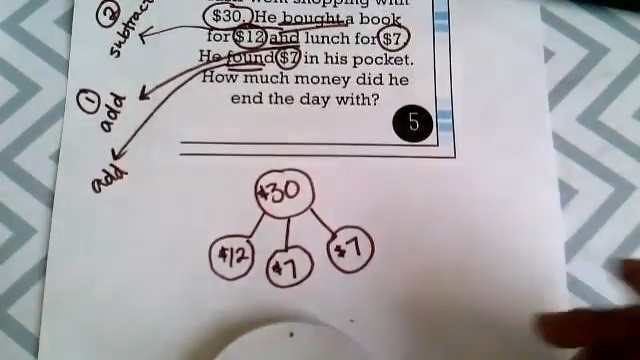 went shopping with
$30. He bought a book
for $12 and lunch for $7
He found $7 in his pocket.
How much money did he
end the day with?
5
② subtract
① add
add
$30
$12
$7
$7